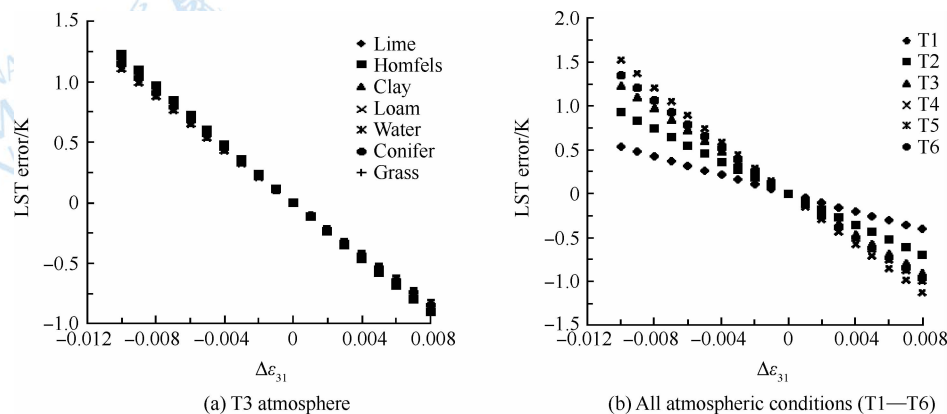 1.5
1.0
0.5
0
−0.5
−1.0
LST error/K
Lime
Homfels
Clay
Loam
Water
Conifer
Grass
−0.012
−0.008
−0.004
0
0.004
0.008
Δε31
(a) T3 atmosphere
2.0
1.5
1.0
0.5
0
−0.5
−1.0
−1.5
LST error/K
T1
T2
T3
T4
T5
T6
−0.012
−0.008
−0.004
0
0.004
0.008
Δε31
(b) All atmospheric conditions (T1—T6)